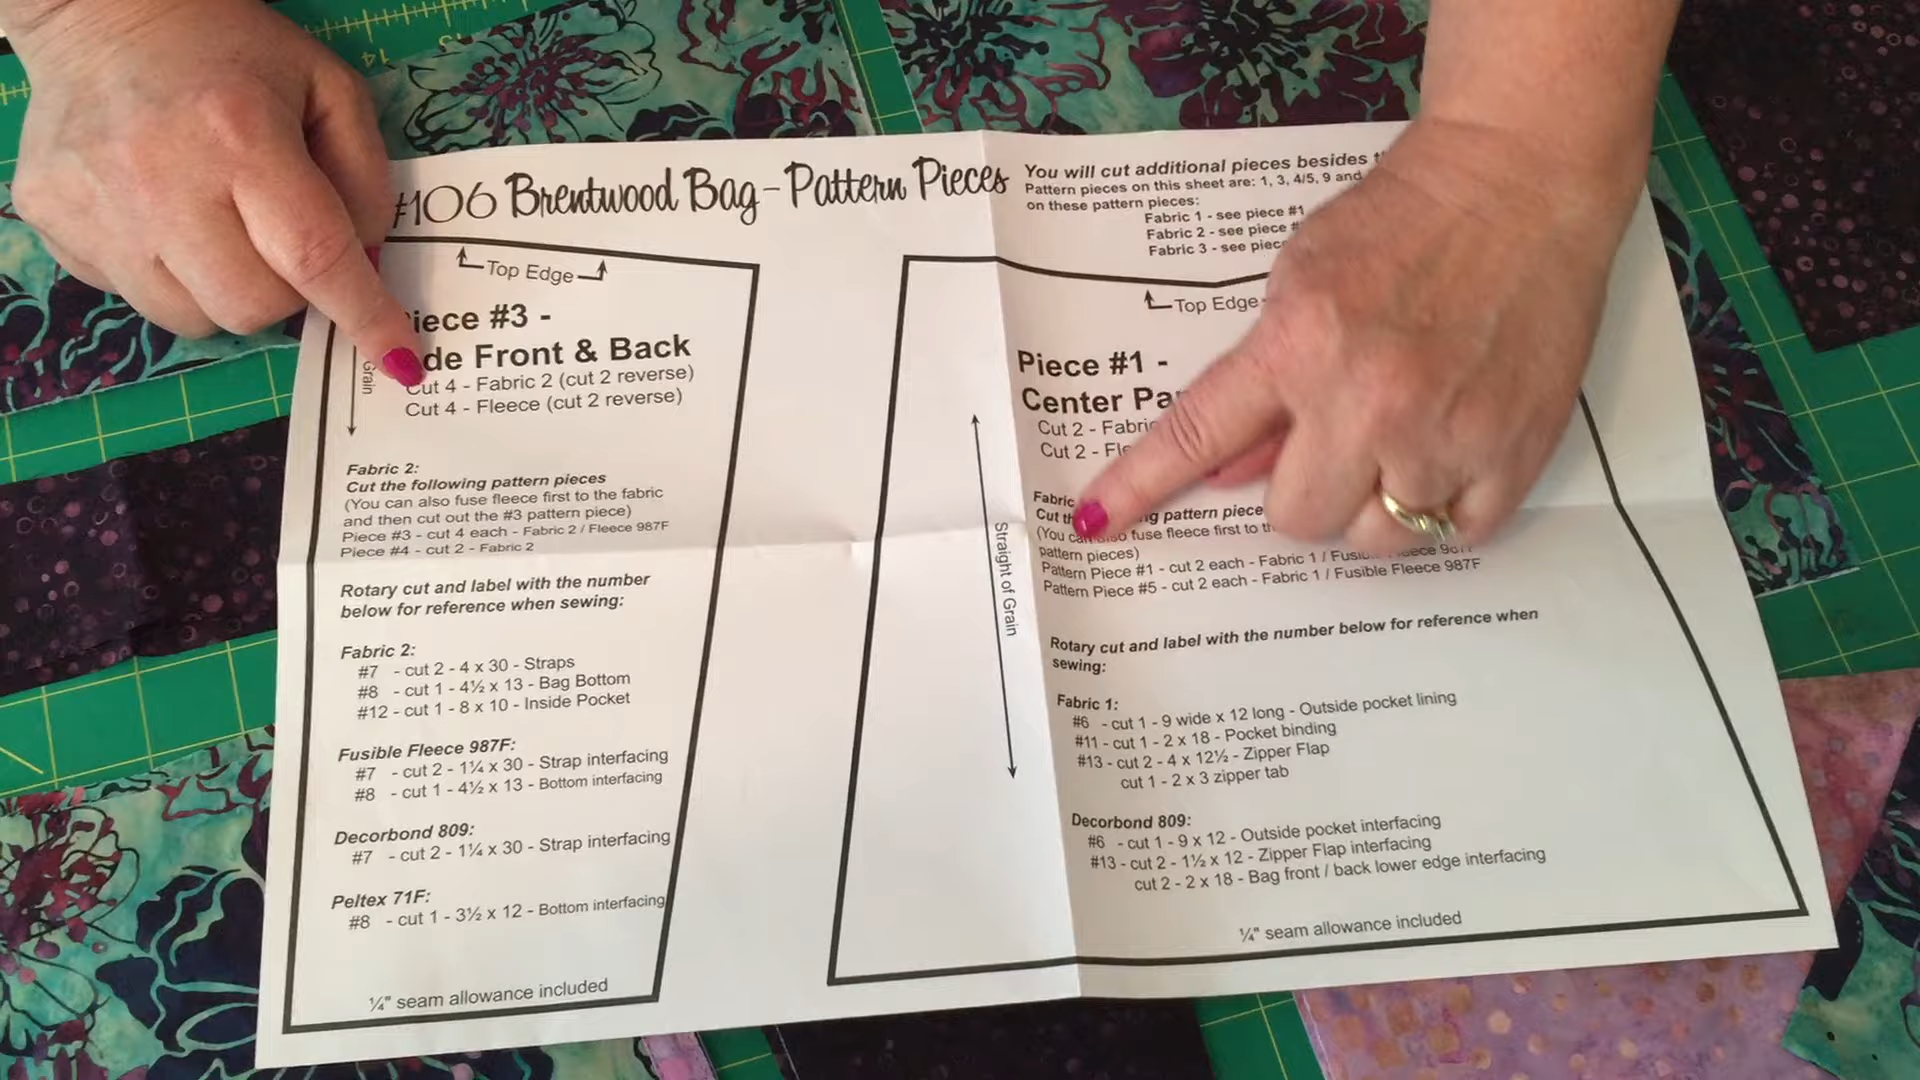 #106 Brentwood Bag - Pattern Pieces
You will cut additional pieces besides
Pattern pieces on this sheet are: 1, 3, 4/5, 9 and
on these pattern pieces:
Fabric 1 - see piece #1
Fabric 2 - see piece
Fabric 3 - see
Top Edge
#3 -
Front & Back
Cut 4 - Fabric 2 (cut 2 reverse)
Cut 4 - Fleece (cut 2 reverse)
Grain
Fabric 2:
Cut the following pattern pieces
(You can also fuse fleece first to the fabric
and then cut out the #3 pattern piece)
Piece #3 - cut 4 each - Fabric 2 / Fleece 987F
Piece #4 - cut 2 - Fabric 2
Rotary cut and label with the number
below for reference when sewing:
Fabric 2:
#7 - cut 2 - 4 x 30 - Straps
#8 - cut 1 - 4½ x 13 - Bag Bottom
#12 - cut 1 - 8 x 10 - Inside Pocket
Fusible Fleece 987F:
#7 - cut 2 - 1¼ x 30 - Strap interfacing
#8 - cut 1 - 4½ x 13 - Bottom interfacing
Decorbond 809:
#7 - cut 2 - 1¼ x 30 - Strap interfacing
Peltex 71F:
#8 - cut 1 - 3½ x 12 - Bottom interfacing
¼" seam allowance included
Top Edge
Piece #1 -
Center
Cut 2 -
Cut 2 -
Straight of Grain
Fabric
Cut pattern
(You fuse fleece first to
pattern pieces)
Pattern Piece #1 - cut 2 each - Fabric 1 /
Pattern Piece #5 - cut 2 each - Fabric 1 / Fusible Fleece 987F
Rotary cut and label with the number below for reference when
sewing:
Fabric 1:
#6 - cut 1 - 9 wide x 12 long - Outside pocket lining
#11 - cut 1 - 2 x 18 - Pocket binding
#13 - cut 2 - 4 x 12½ - Zipper Flap
cut 1 - 2 x 3 zipper tab
Decorbond 809:
#6 - cut 1 - 9 x 12 - Outside pocket interfacing
#13 - cut 2 - 1½ x 12 - Zipper Flap interfacing
cut 2 - 2 x 18 - Bag front / back lower edge interfacing
¼" seam allowance included
14